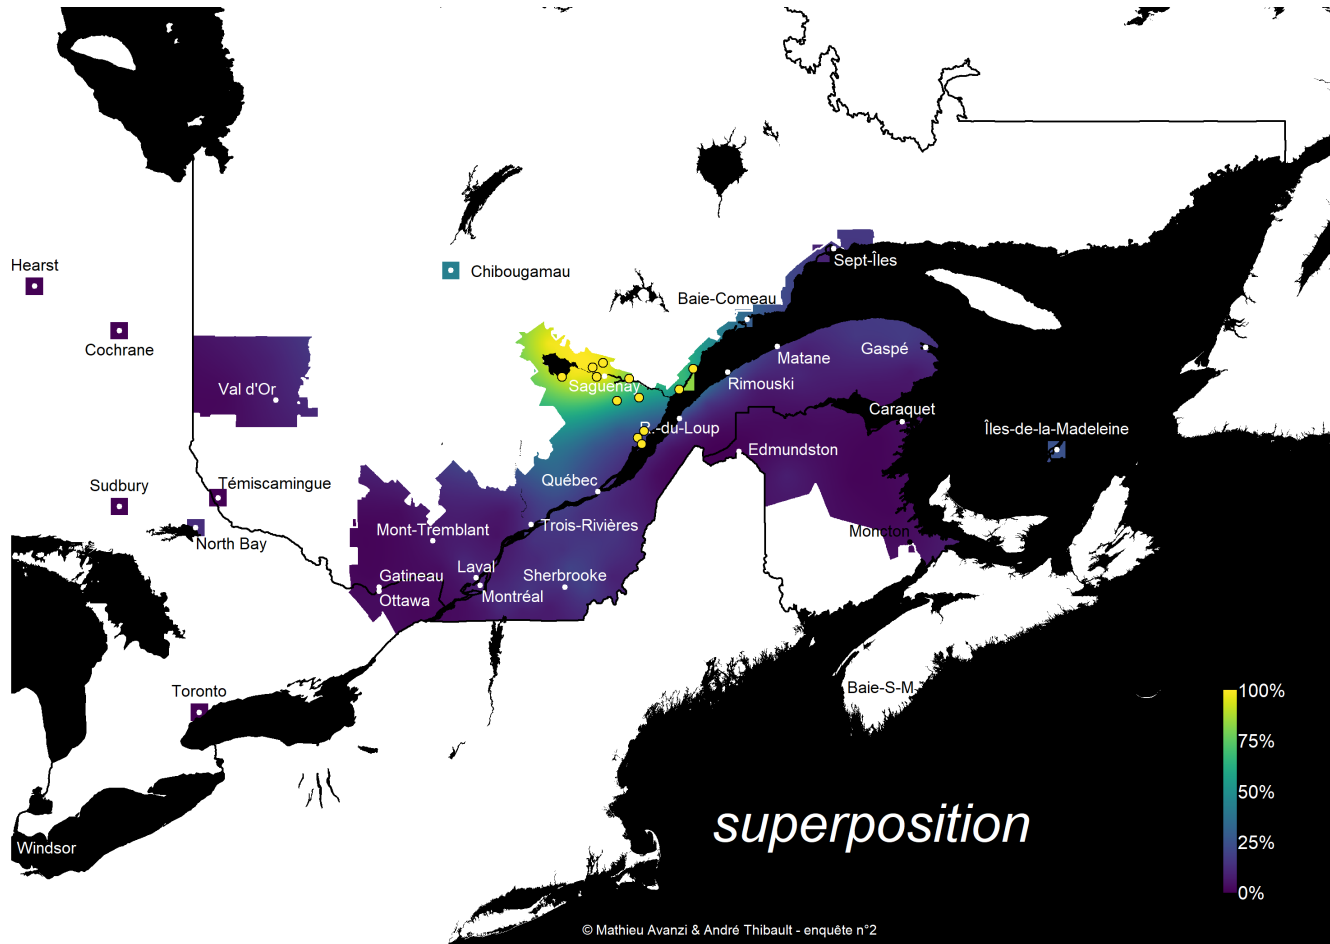 Sept-Îles
Hearst
Chibougamau
Baie-Comeau
Cochrane
Matane
Gaspé
Saguenay
Rimouski
Val d'Or
Caraquet
R.-du-Loup
Îles-de-la-Madeleine
Edmundston
Sudbury
Témiscamingue
Québec
Mont-Tremblant
Trois-Rivières
Moncton
North Bay
Laval
Gatineau
Sherbrooke
Montréal
Ottawa
Toronto
Baie-S-M-
100%
75%
50%
25%
0%
superposition
Windsor
© Mathieu Avanzi & André Thibault - enquête n°2